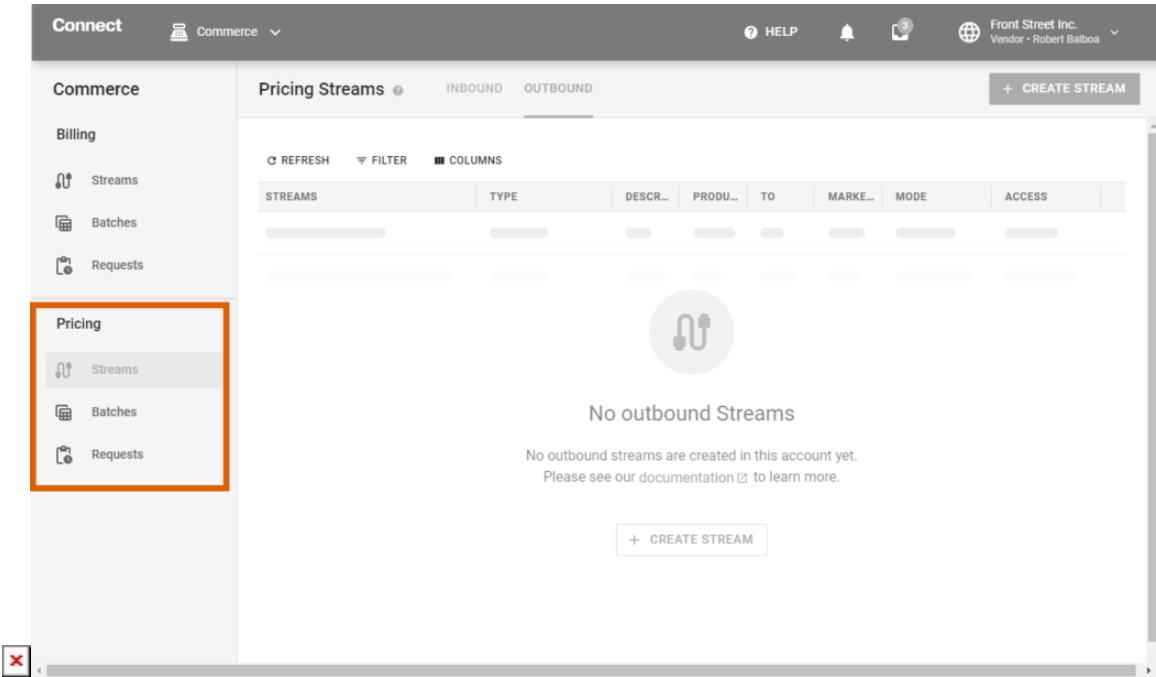 Connect
Commerce
HELP
3
Front Street Inc.
Vendor • Robert Balboa
Commerce
Billing
Streams
Batches
Requests
Pricing
Streams
Batches
Requests
Pricing Streams
INBOUND
OUTBOUND
+ CREATE STREAM
REFRESH
FILTER
COLUMNS
STREAMS TYPE DESCR... PRODU... TO MARKE... MODE ACCESS
No outbound Streams
No outbound streams are created in this account yet.
Please see our documentation to learn more.
+ CREATE STREAM